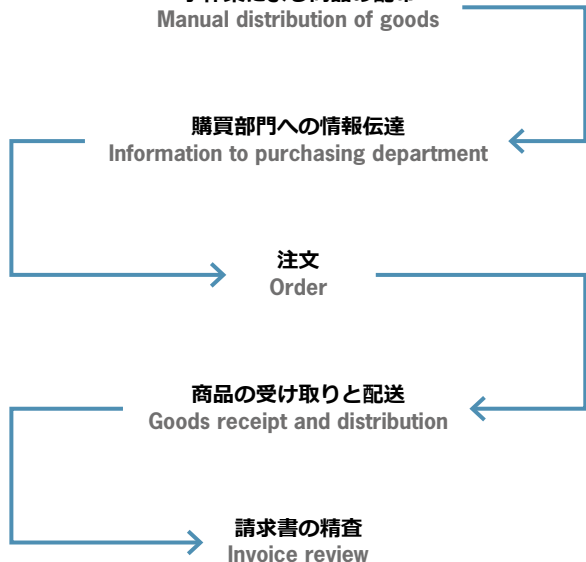 Manual distribution of goods
購買部門への情報伝達
Information to purchasing department
注文
Order
商品の受け取りと配送
Goods receipt and distribution
請求書の精査
Invoice review